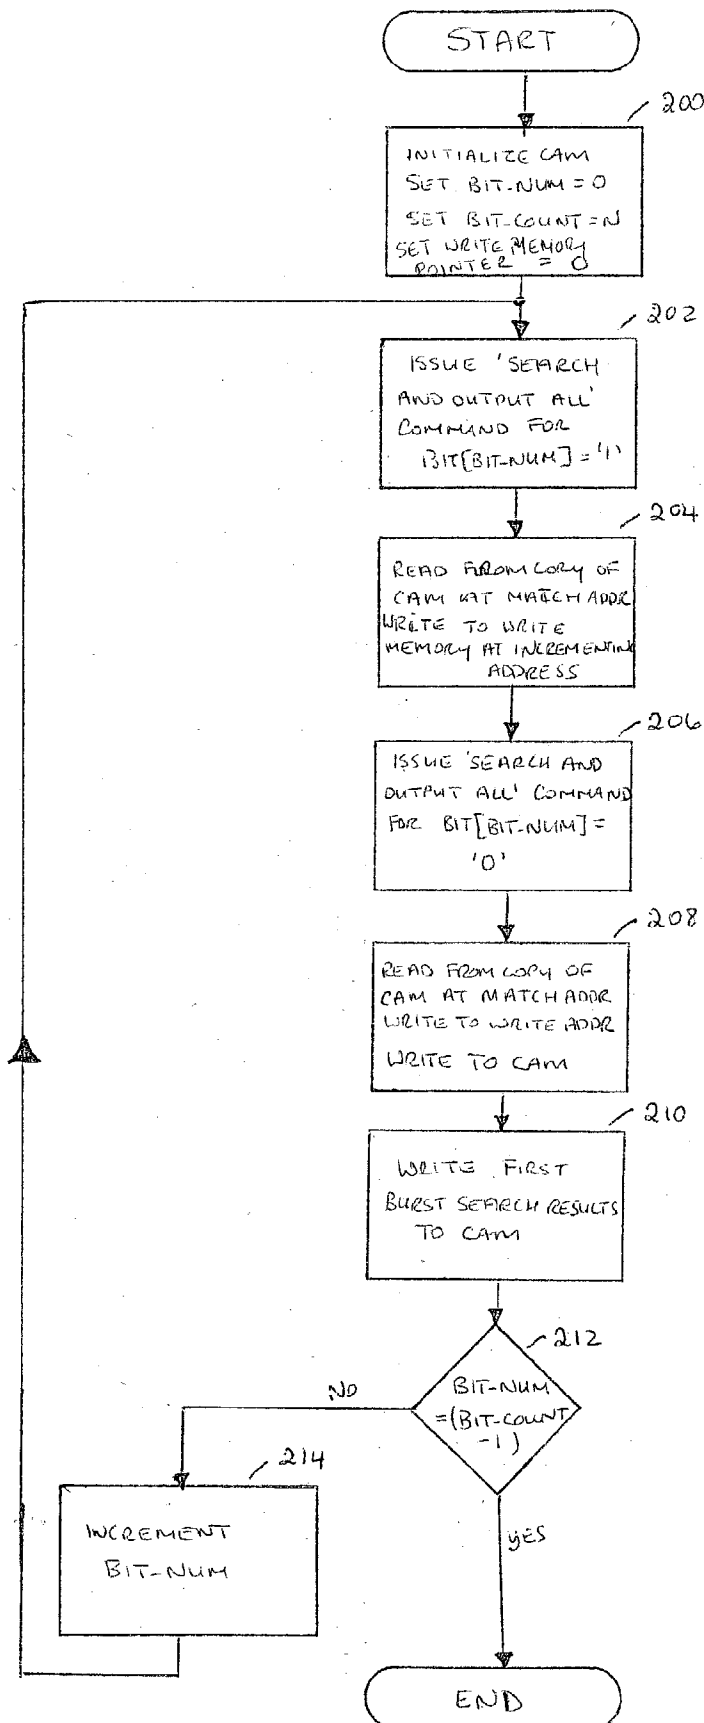 START
200
INITIALIZE CAM
SET BIT-NUM = 0
SET BIT-COUNT = N
SET WRITE MEMORY
POINTER = 0
202
ISSUE 'SEARCH
AND OUTPUT ALL'
COMMAND FOR
BIT[BIT-NUM] = '1'
204
READ FROM COPY OF
CAM AT MATCH ADDR
WRITE TO WRITE
MEMORY AT INCREMENTING
ADDRESS
206
ISSUE 'SEARCH AND
OUTPUT ALL' COMMAND
FOR BIT[BIT-NUM] =
'0'
208
READ FROM COPY OF
CAM AT MATCH ADDR
WRITE TO WRITE ADDR
WRITE TO CAM
210
WRITE FIRST
BURST SEARCH RESULTS
TO CAM
212
BIT-NUM
=(BIT-COUNT
-1)
NO
214
INCREMENT
BIT-NUM
YES
END